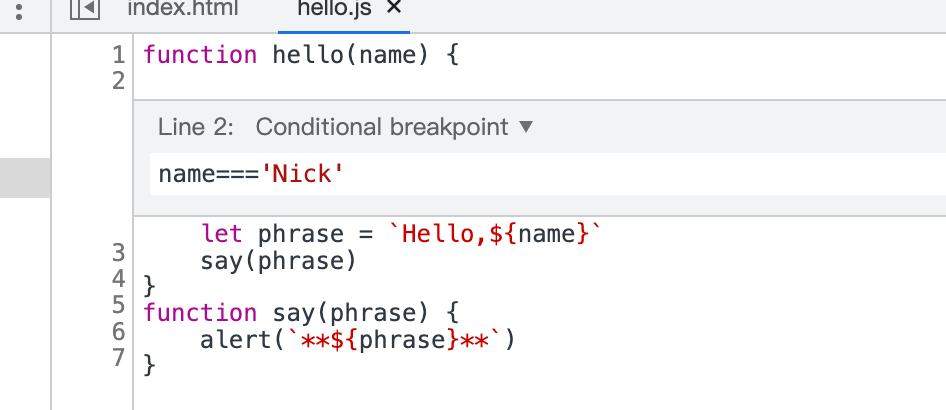 index.html hello.js ×
1 function hello(name) {
2
Line 2: Conditional breakpoint ▼
name==='Nick'
let phrase = `Hello,${name}`
3 say(phrase)
4 }
5 function say(phrase) {
6 alert(`**${phrase}**`)
7 }